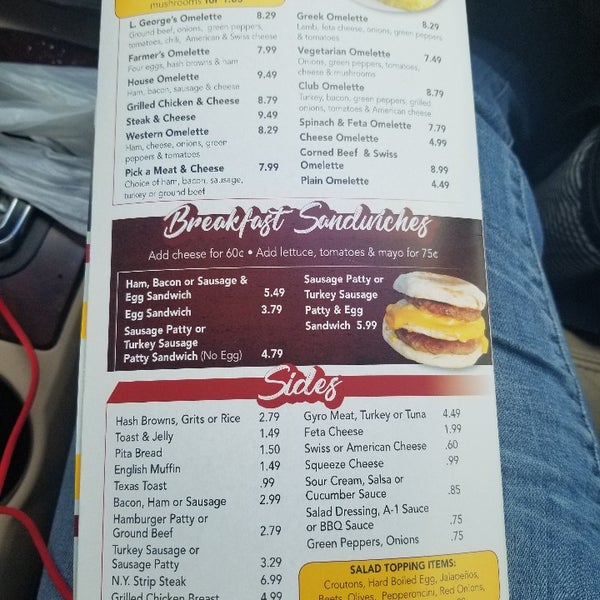 mushrooms for 1.65
L. George's Omelette 8.29
Ground beef, onions, green peppers,
tomatoes, chili, American & Swiss cheese
Farmer's Omelette 7.99
Four eggs, hash browns & ham
House Omelette 9.49
Ham, bacon, sausage & cheese
Grilled Chicken & Cheese 8.79
Steak & Cheese 9.49
Western Omelette 8.29
Ham, cheese, onions, green
peppers & tomatoes
Pick a Meat & Cheese 7.99
Choice of ham, bacon, sausage,
turkey or ground beef
Greek Omelette 8.29
Lamb, feta cheese, onions, green peppers
& tomatoes
Vegetarian Omelette 7.49
Onions, green peppers, tomatoes,
cheese & mushrooms
Club Omelette 8.79
Turkey, bacon, green peppers, grilled
onions, tomatoes & American cheese
Spinach & Feta Omelette 7.79
Cheese Omelette 4.99
Corned Beef & Swiss
Omelette 8.99
Plain Omelette 4.49
Breakfast Sandwiches
Add cheese for 60¢ • Add lettuce, tomatoes & mayo for 75¢
Ham, Bacon or Sausage &
Egg Sandwich 5.49
Egg Sandwich 3.79
Sausage Patty or
Turkey Sausage
Patty Sandwich (No Egg) 4.79
Sausage Patty or
Turkey Sausage
Patty & Egg
Sandwich 5.99
Sides
Hash Browns, Grits or Rice 2.79
Toast & Jelly 1.49
Pita Bread 1.50
English Muffin 1.49
Texas Toast .99
Bacon, Ham or Sausage 2.99
Hamburger Patty or
Ground Beef 2.79
Turkey Sausage or
Sausage Patty 3.29
N.Y. Strip Steak 6.99
Grilled Chicken Breast 4.99
Gyro Meat, Turkey or Tuna 4.49
Feta Cheese 1.99
Swiss or American Cheese .60
Squeeze Cheese .99
Sour Cream, Salsa or
Cucumber Sauce .85
Salad Dressing, A-1 Sauce
or BBQ Sauce .75
Green Peppers, Onions .75
SALAD TOPPING ITEMS:
Croutons, Hard Boiled Egg, Jalapeños,
Beets, Olives, Pepperoncini, Red Onions,